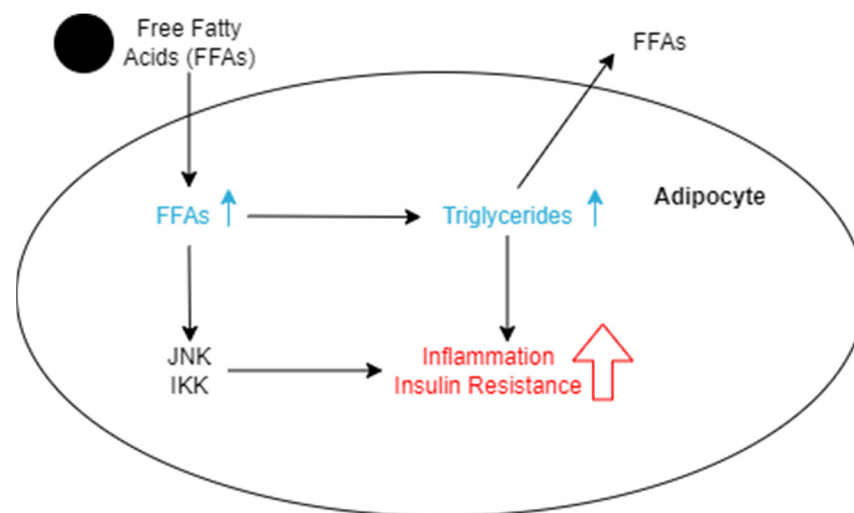 Free Fatty
Acids (FFAs)
FFAs
FFAs
Triglycerides
Adipocyte
JNK
IKK
Inflammation
Insulin Resistance